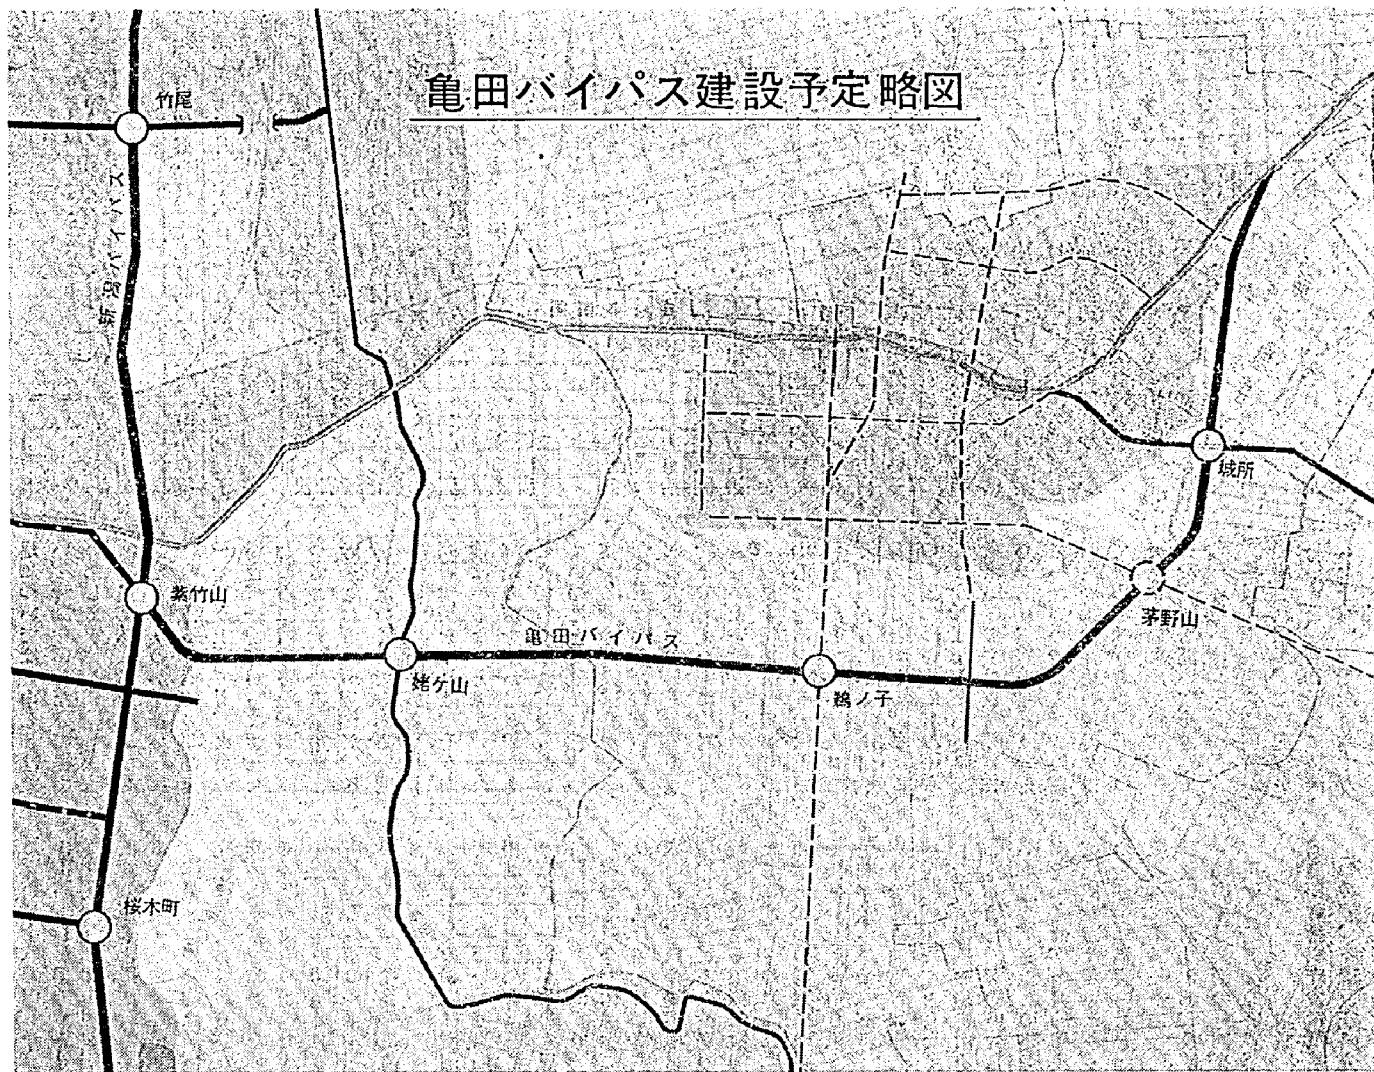 亀田バイパス建設予定略図
竹尾
新潟バイパス
城所
紫竹山
茅野山
亀田バイパス
姥ケ山
鵜ノ子
桜木町